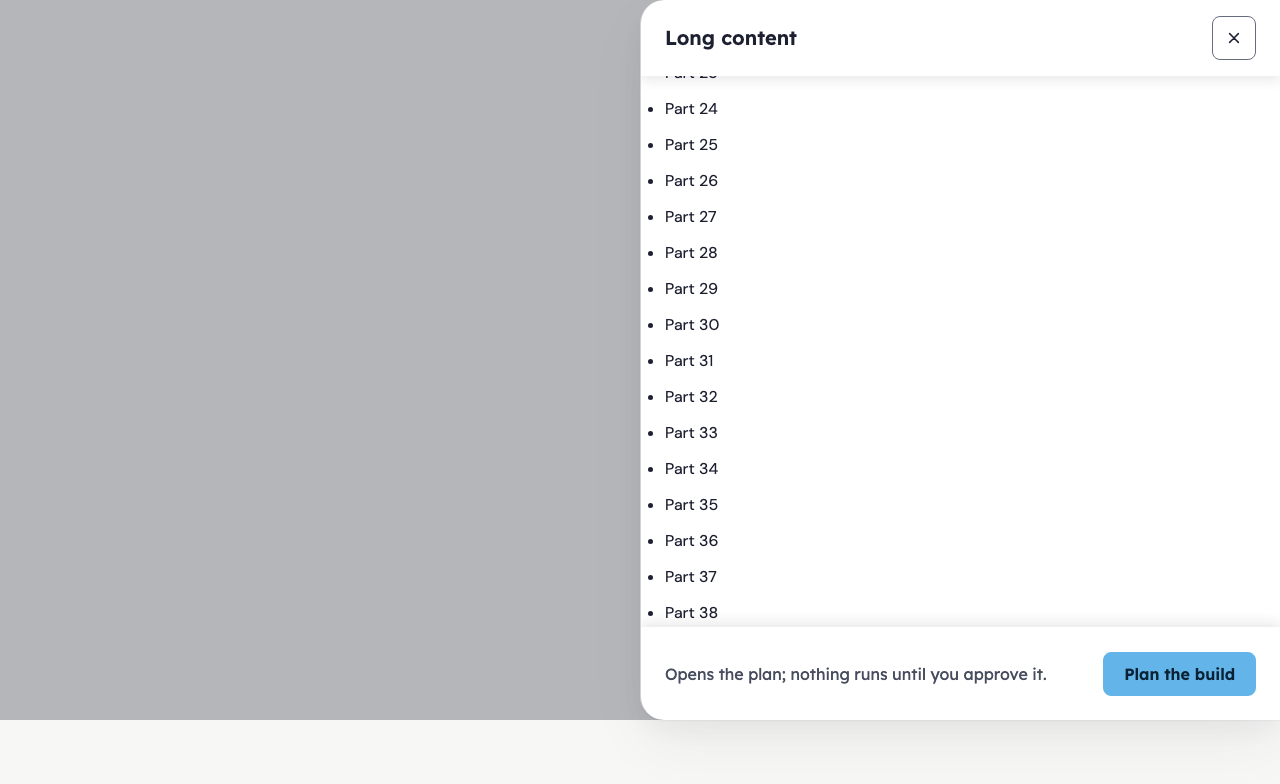 Long content
Part 24
Part 25
Part 26
Part 27
Part 28
Part 29
Part 30
Part 31
Part 32
Part 33
Part 34
Part 35
Part 36
Part 37
Part 38
Opens the plan; nothing runs until you approve it.
Plan the build